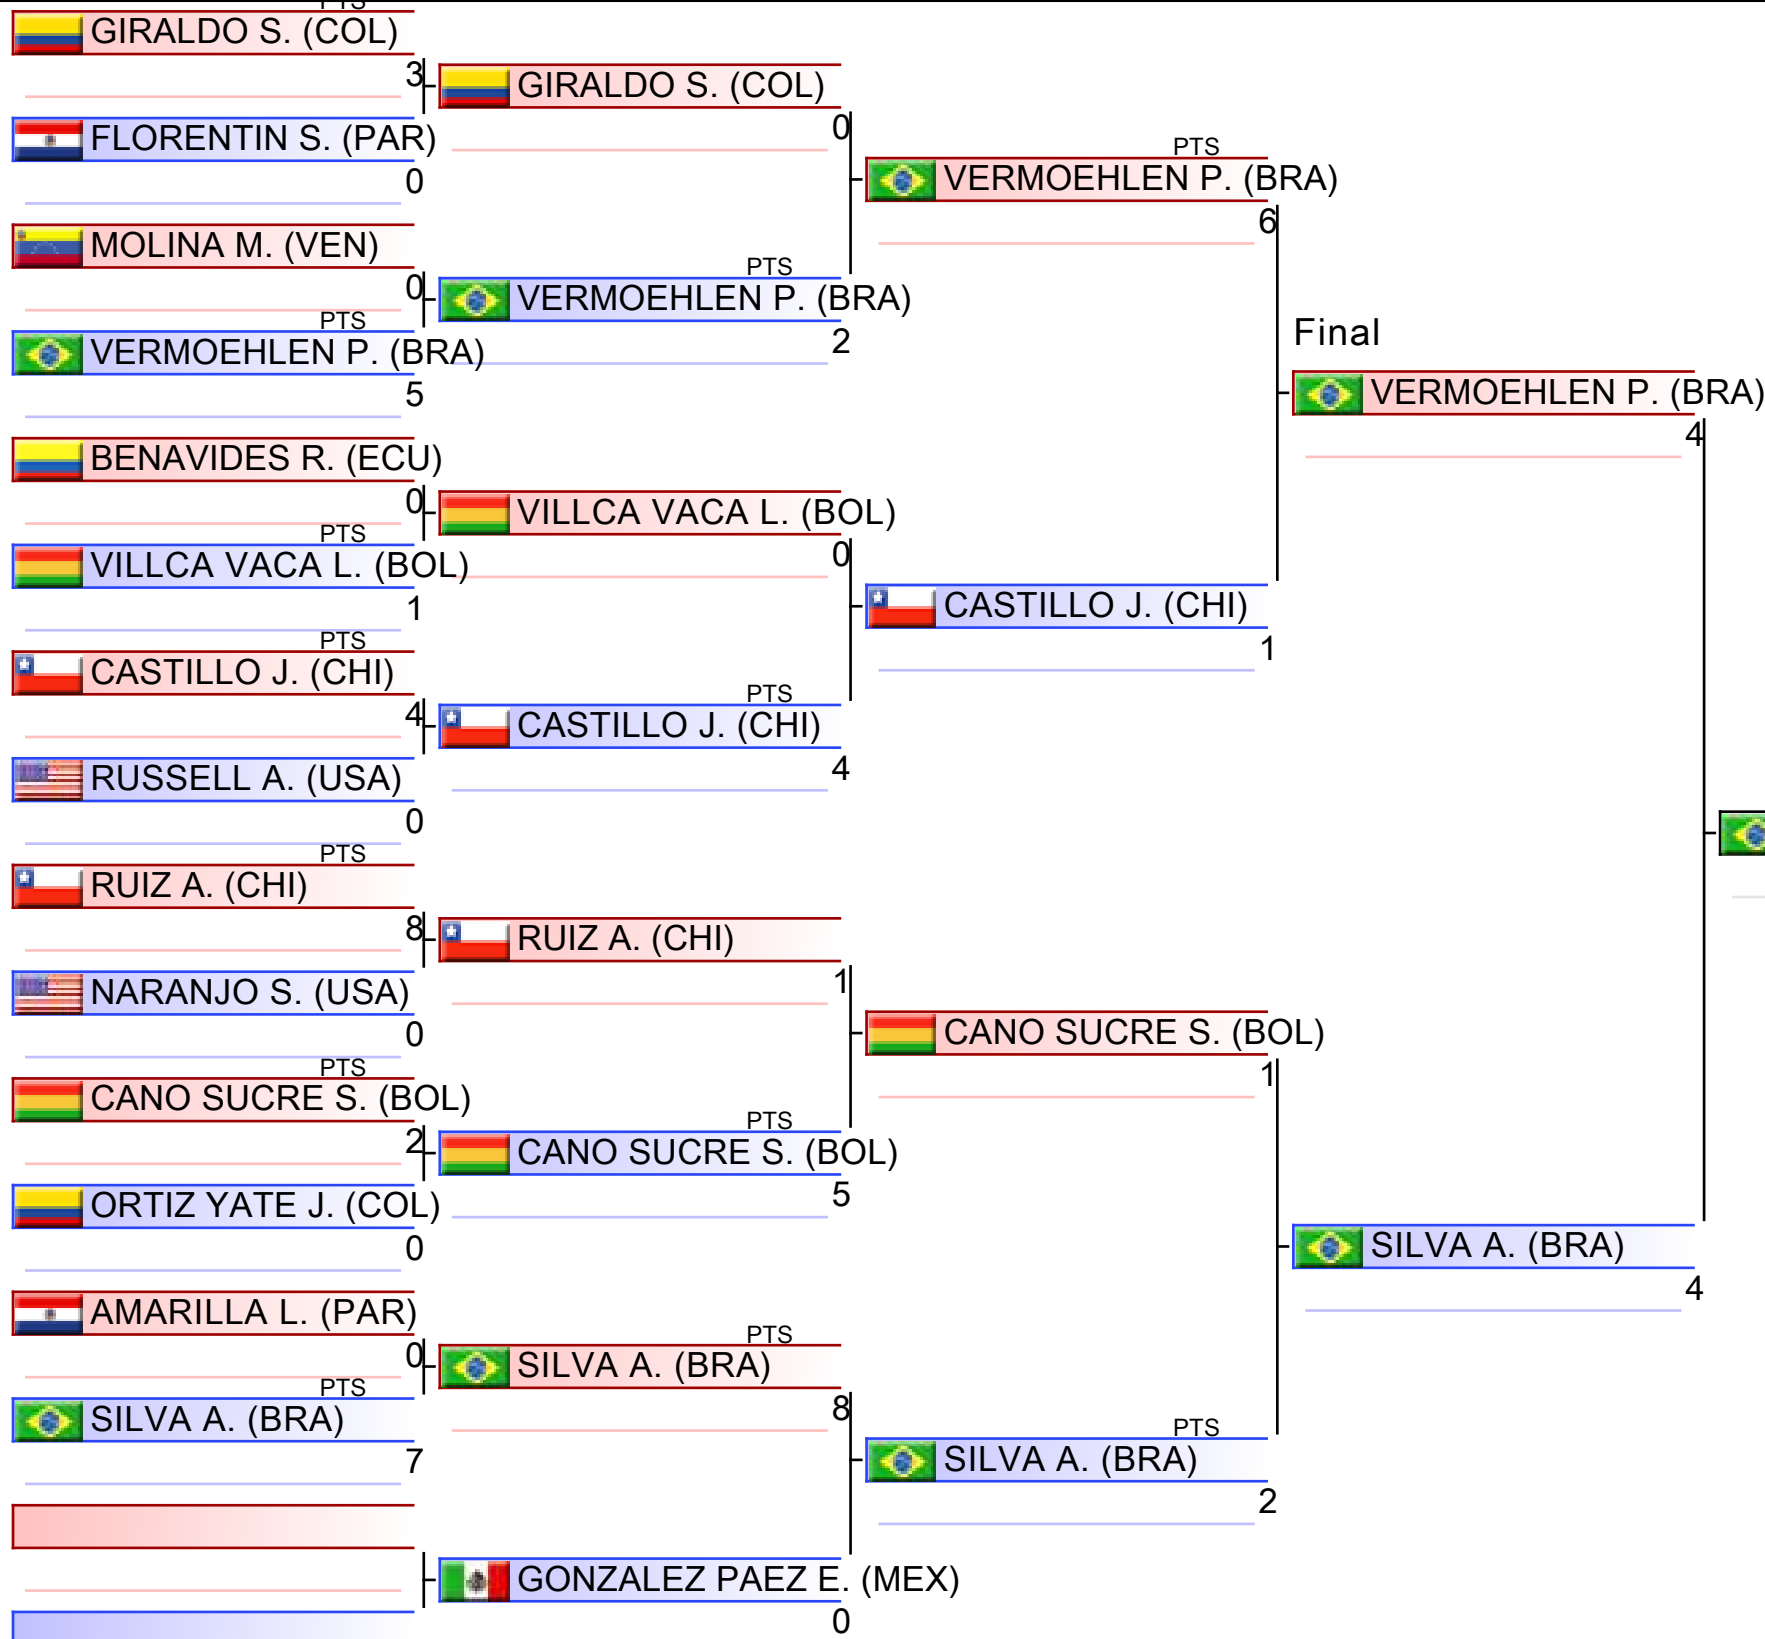 PTS
GIRALDO S. (COL)
3
FLORENTIN S. (PAR)
0
MOLINA M. (VEN)
0
PTS
VERMOEHLEN P. (BRA)
5
BENAVIDES R. (ECU)
0
PTS
VILLCA VACA L. (BOL)
1
PTS
CASTILLO J. (CHI)
4
RUSSELL A. (USA)
0
PTS
RUIZ A. (CHI)
8
NARANJO S. (USA)
0
PTS
CANO SUCRE S. (BOL)
2
ORTIZ YATE J. (COL)
0
AMARILLA L. (PAR)
0
PTS
SILVA A. (BRA)
7
GIRALDO S. (COL)
0
PTS
VERMOEHLEN P. (BRA)
2
VILLCA VACA L. (BOL)
0
PTS
CASTILLO J. (CHI)
4
RUIZ A. (CHI)
1
PTS
CANO SUCRE S. (BOL)
5
PTS
SILVA A. (BRA)
8
GONZALEZ PAEZ E. (MEX)
0
PTS
VERMOEHLEN P. (BRA)
6
CASTILLO J. (CHI)
1
CANO SUCRE S. (BOL)
1
PTS
SILVA A. (BRA)
2
Final
VERMOEHLEN P. (BRA)
4
SILVA A. (BRA)
4